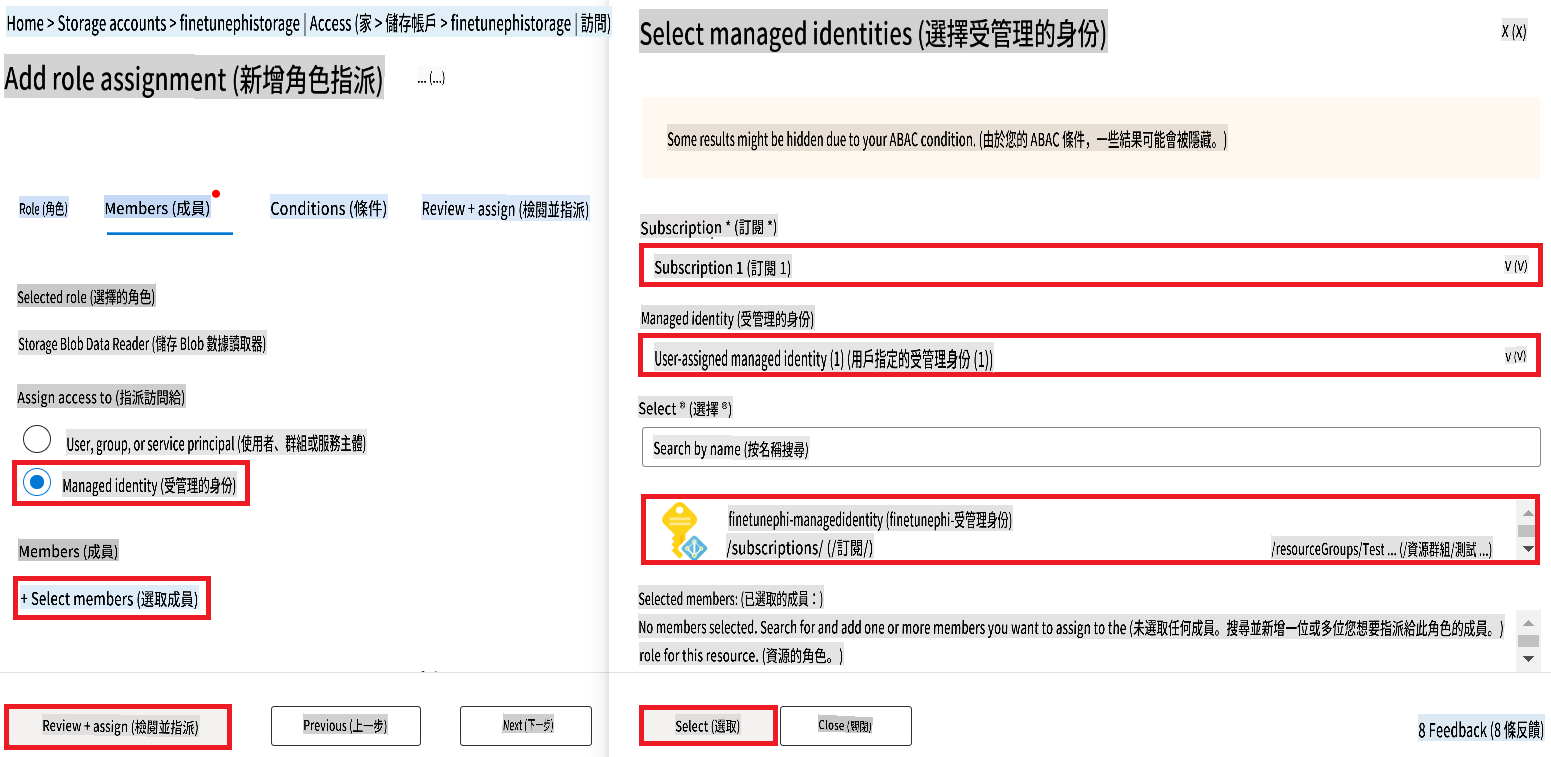 Home > Storage accounts > finetunephistorage | Access (家 > 儲存帳戶 > finetunephistorage | 訪問)
Add role assignment (新增角色指派)
... (...)
Role (角色)
Members (成員)
Conditions (條件)
Review + assign (檢閱並指派)
Selected role (選擇的角色)
Storage Blob Data Reader (儲存 Blob 數據讀取器)
Assign access to (指派訪問給)
User, group, or service principal (使用者、群組或服務主體)
Managed identity (受管理的身份)
Members (成員)
+ Select members (選取成員)
Review + assign (檢閱並指派)
Previous (上一步)
Next (下一步)
Select managed identities (選擇受管理的身份)
X (X)
Some results might be hidden due to your ABAC condition. (由於您的 ABAC 條件，一些結果可能會被隱藏。)
Subscription * (訂閱 *)
Subscription 1 (訂閱 1)
V (V)
Managed identity (受管理的身份)
User-assigned managed identity (1) (用戶指定的受管理身份 (1))
V (V)
Select ® (選擇 ®)
Search by name (按名稱搜尋)
finetunephi-managedidentity (finetunephi-受管理身份)
/subscriptions/ (/訂閱/)
/resourceGroups/Test ... (/資源群組/測試 ...)
Selected members: (已選取的成員：)
No members selected. Search for and add one or more members you want to assign to the (未選取任何成員。搜尋並新增一位或多位您想要指派給此角色的成員。)
role for this resource. (資源的角色。)
Select (選取)
Close (關閉)
8 Feedback (8 條反饋)